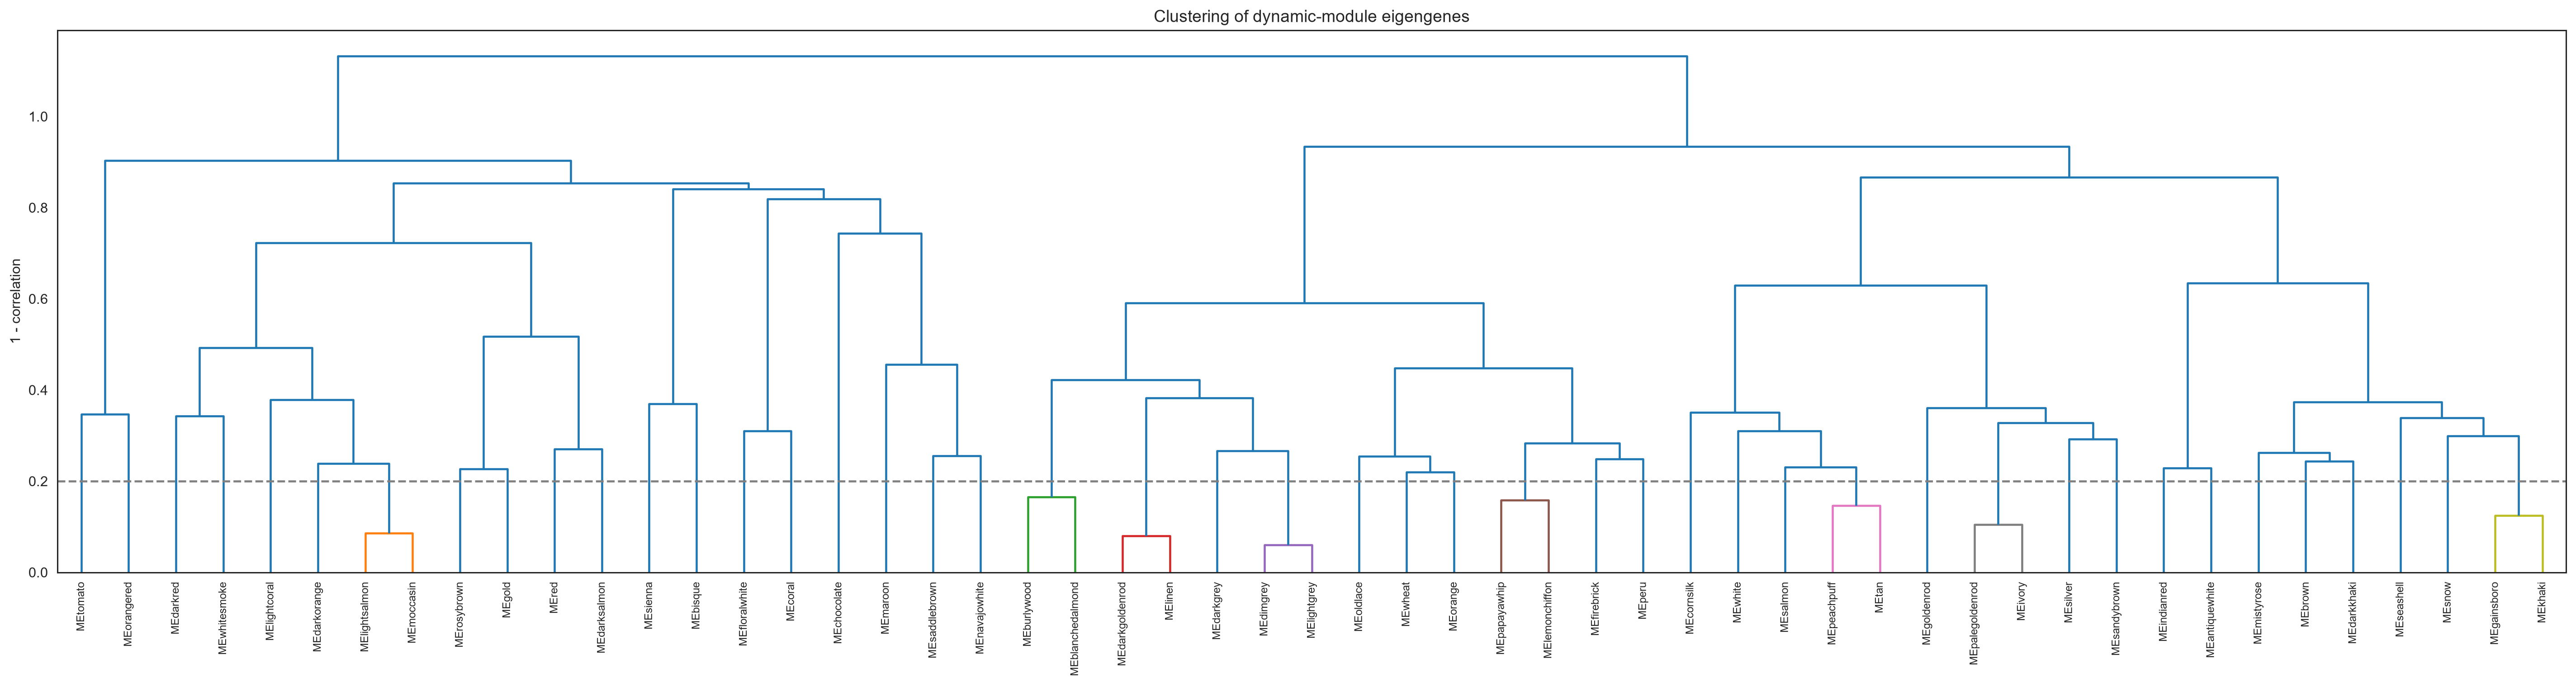 Clustering of dynamic-module eigengenes
1 - correlation
1.0
0.8
0.6
0.4
0.2
0.0
MEtomato
MEorangered
MEdarkred
MEwhitesmoke
MElightcoral
MEdarkorange
MElightsalmon
MEmoccasin
MErosybrown
MEgold
MEred
MEdarksalmon
MEsienna
MEbisque
MEfloralwhite
MEcoral
MEchocolate
MEmaroon
MEsaddlebrown
MEnavajowhite
MEburlywood
MEblanchedalmond
MEdarkgoldenrod
MElinen
MEdarkgrey
MEdimgrey
MElightgrey
MEoldlace
MEwheat
MEorange
MEpapayawhip
MElemonchiffon
MEfirebrick
MEperu
MEcornsilk
MEwhite
MEsalmon
MEpeachpuff
MEtan
MEgoldenrod
MEpalegoldenrod
MEivory
MEsilver
MEsandybrown
MEindianred
MEantiquewhite
MEmistyrose
MEbrown
MEdarkkhaki
MEseashell
MEsnow
MEgainsboro
MEkhaki